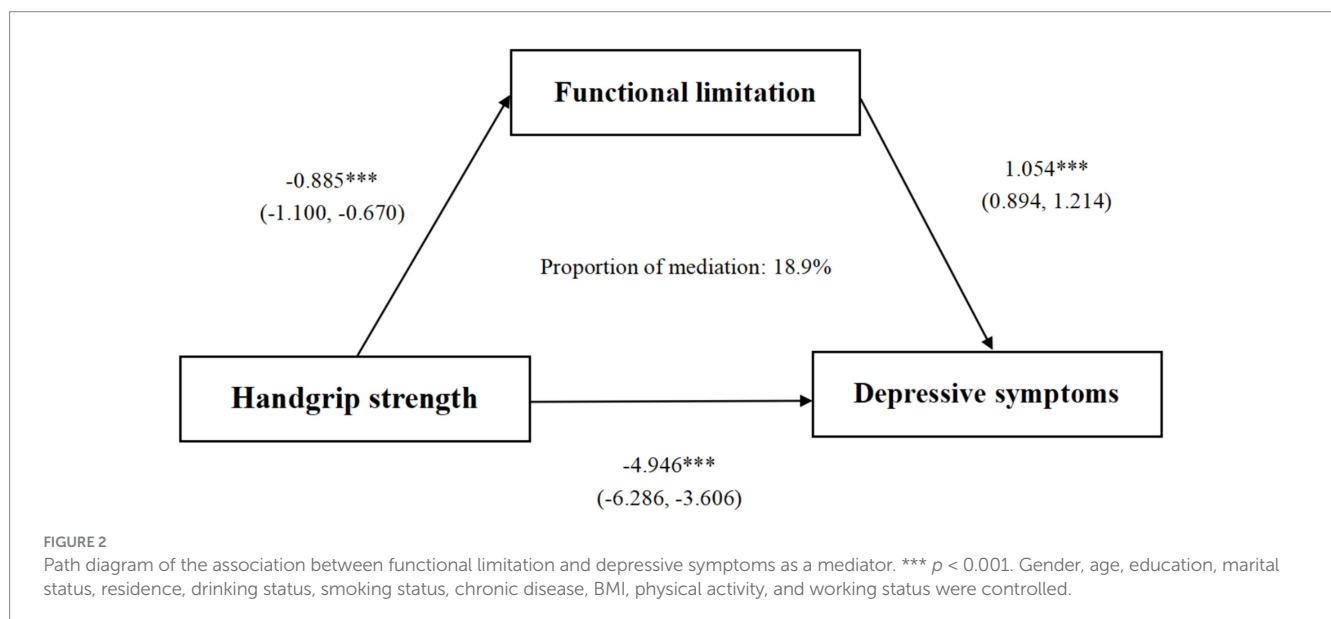 Functional limitation
-0.885***
(-1.100, -0.670)
1.054***
(0.894, 1.214)
Proportion of mediation: 18.9%
Handgrip strength
Depressive symptoms
-4.946***
(-6.286, -3.606)
FIGURE 2
Path diagram of the association between functional limitation and depressive symptoms as a mediator. *** p < 0.001. Gender, age, education, marital
status, residence, drinking status, smoking status, chronic disease, BMI, physical activity, and working status were controlled.